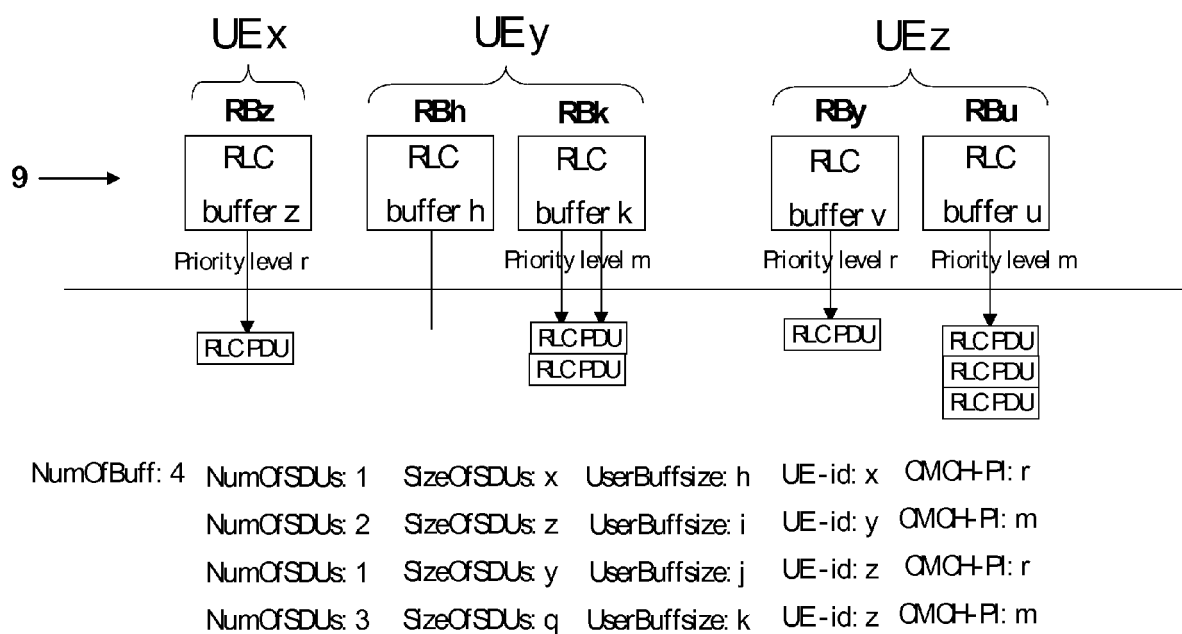 UEx UEy UEz
RBz RBh RBk RBy RBu
9
RLC buffer z
RLC buffer h
RLC buffer k
RLC buffer v
RLC buffer u
Priority level r Priority level m Priority level r Priority level m
RLC PDU
RLC PDU
RLC PDU
RLC PDU
RLC PDU
RLC PDU
RLC PDU
NumOfBuff: 4 NumOfSDUs: 1 SizeOfSDUs: x UserBuffsize: h UE-id: x CMCH-PI: r
NumOfSDUs: 2 SizeOfSDUs: z UserBuffsize: i UE-id: y CMCH-PI: m
NumOfSDUs: 1 SizeOfSDUs: y UserBuffsize: j UE-id: z CMCH-PI: r
NumOfSDUs: 3 SizeOfSDUs: q UserBuffsize: k UE-id: z CMCH-PI: m